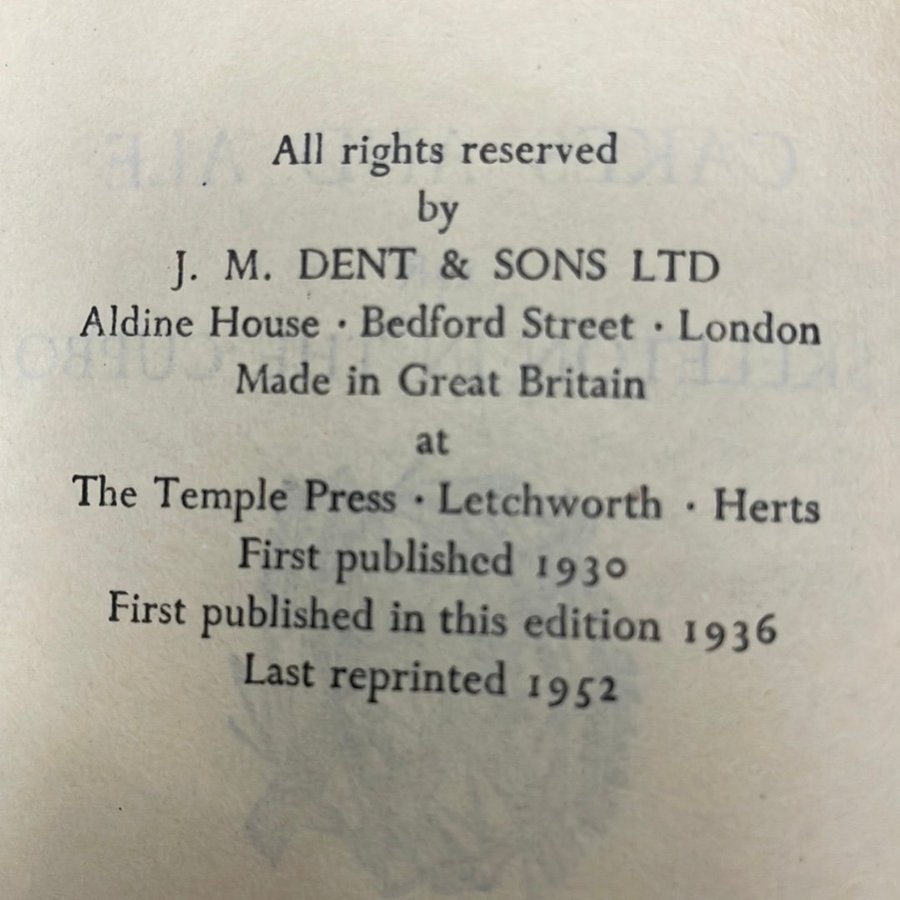 All rights reserved
by
J. M. DENT & SONS LTD
Aldine House · Bedford Street · London
Made in Great Britain
at
The Temple Press · Letchworth · Herts
First published 1930
First published in this edition 1936
Last reprinted 1952